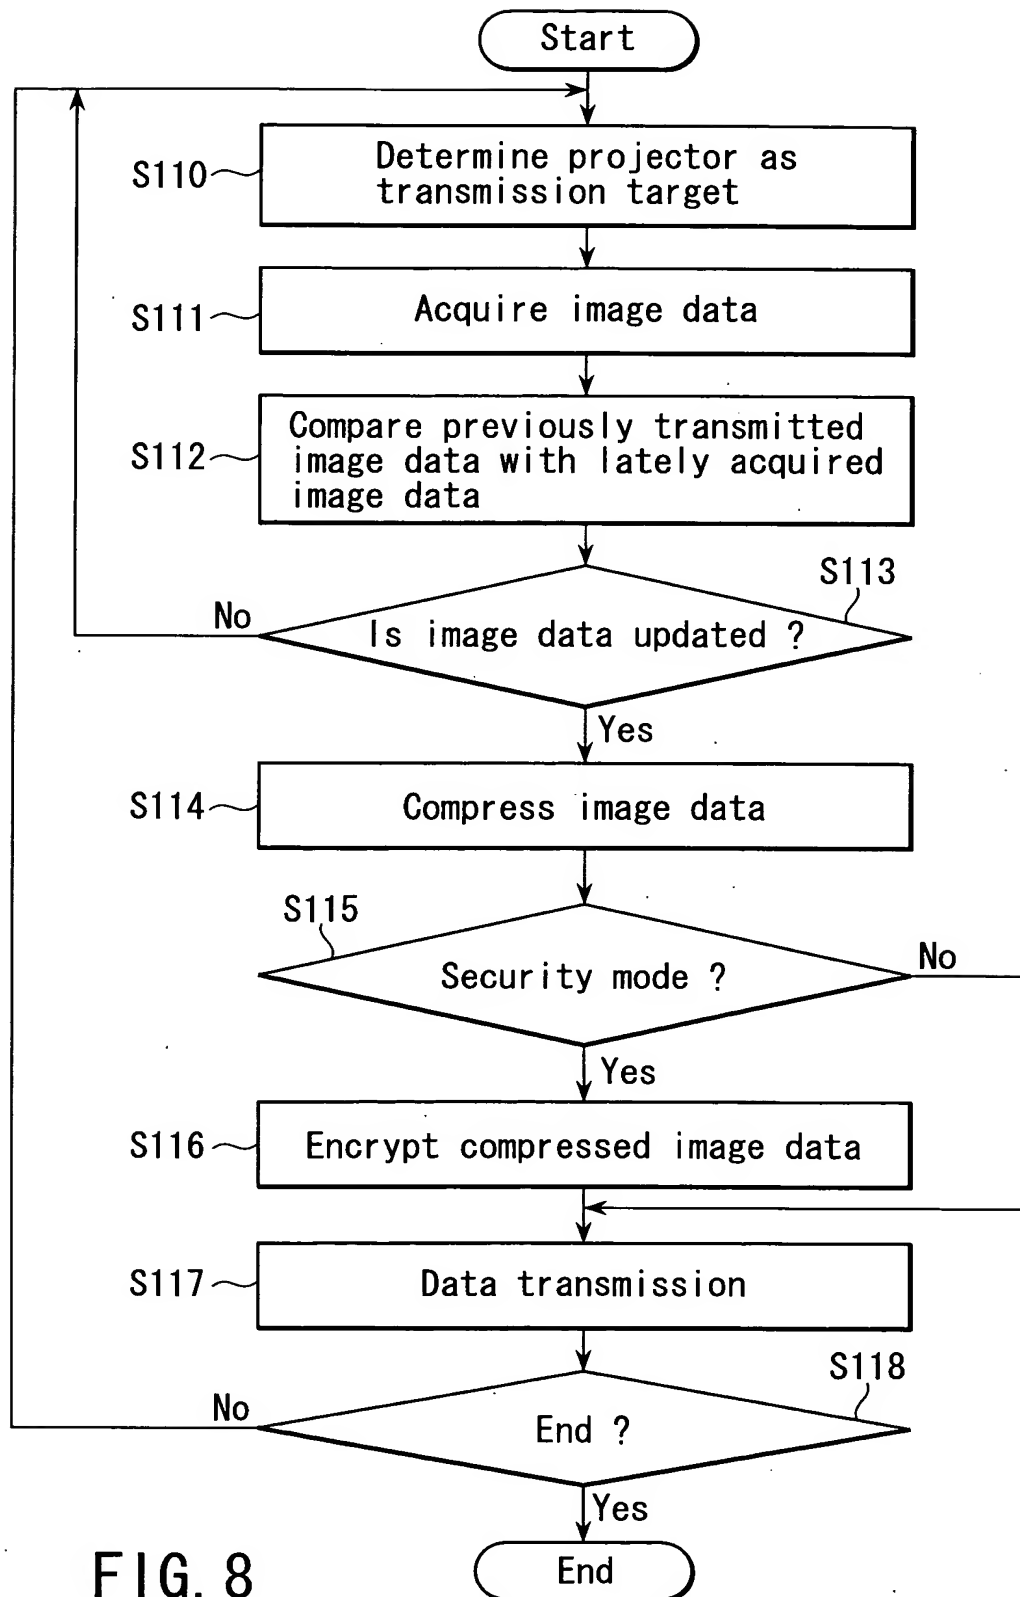 Start
S110
Determine projector as
transmission target
S111
Acquire image data
S112
Compare previously transmitted
image data with lately acquired
image data
S113
No
Is image data updated ?
Yes
S114
Compress image data
S115
No
Security mode ?
Yes
S116
Encrypt compressed image data
S117
Data transmission
S118
No
End ?
Yes
End
FIG. 8